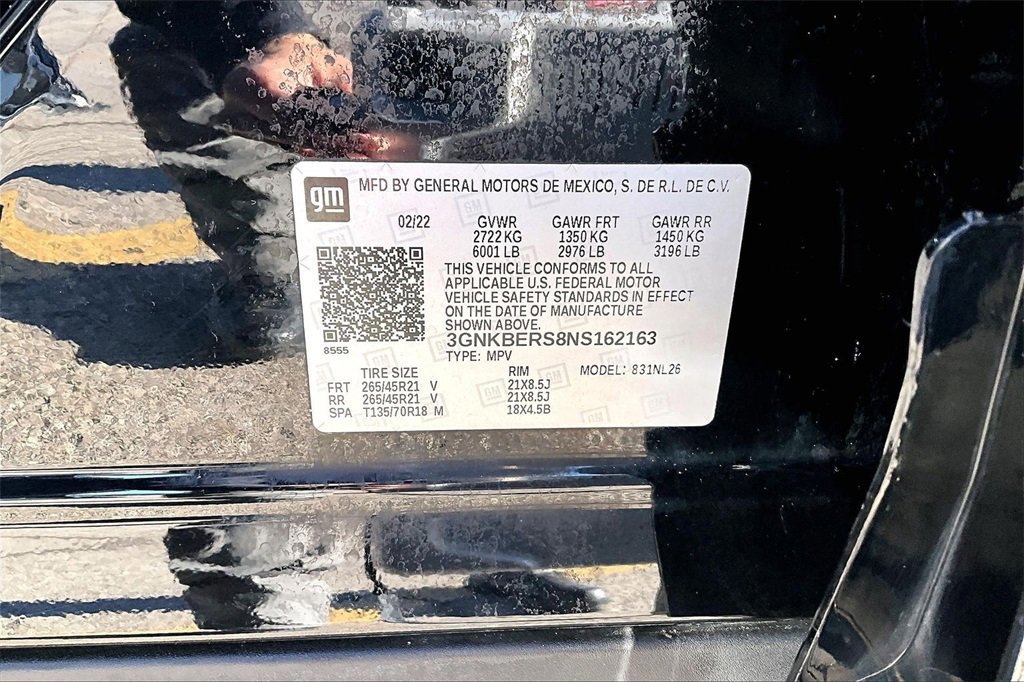 gm MFD BY GENERAL MOTORS DE MEXICO, S. DE R.L. DE C.V.
02/22 GVWR GAWR FRT GAWR RR
2722 KG 1350 KG 1450 KG
6001 LB 2976 LB 3196 LB
THIS VEHICLE CONFORMS TO ALL
APPLICABLE U.S. FEDERAL MOTOR
VEHICLE SAFETY STANDARDS IN EFFECT
ON THE DATE OF MANUFACTURE
SHOWN ABOVE.
3GNKBERS8NS162163
8555
TYPE: MPV
TIRE SIZE RIM MODEL: 831NL26
FRT 265/45R21 V 21X8.5J
RR 265/45R21 V 21X8.5J
SPA T135/70R18 M 18X4.5B